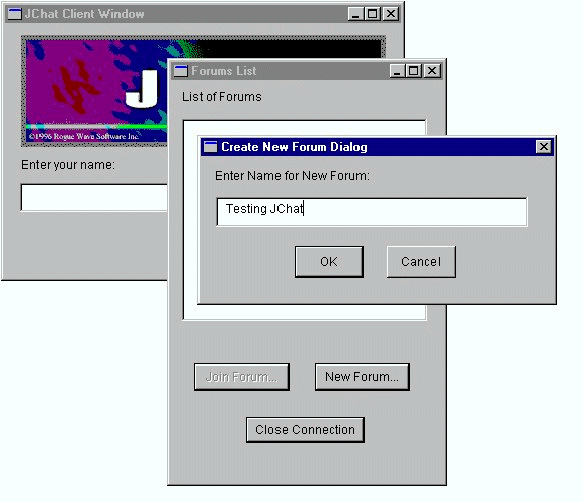 JChat Client Window
J
©1996 Rogue Wave Software Inc.
Enter your name:
Forums List
List of Forums
Create New Forum Dialog
Enter Name for New Forum:
Testing JChat
OK
Cancel
Join Forum...
New Forum...
Close Connection